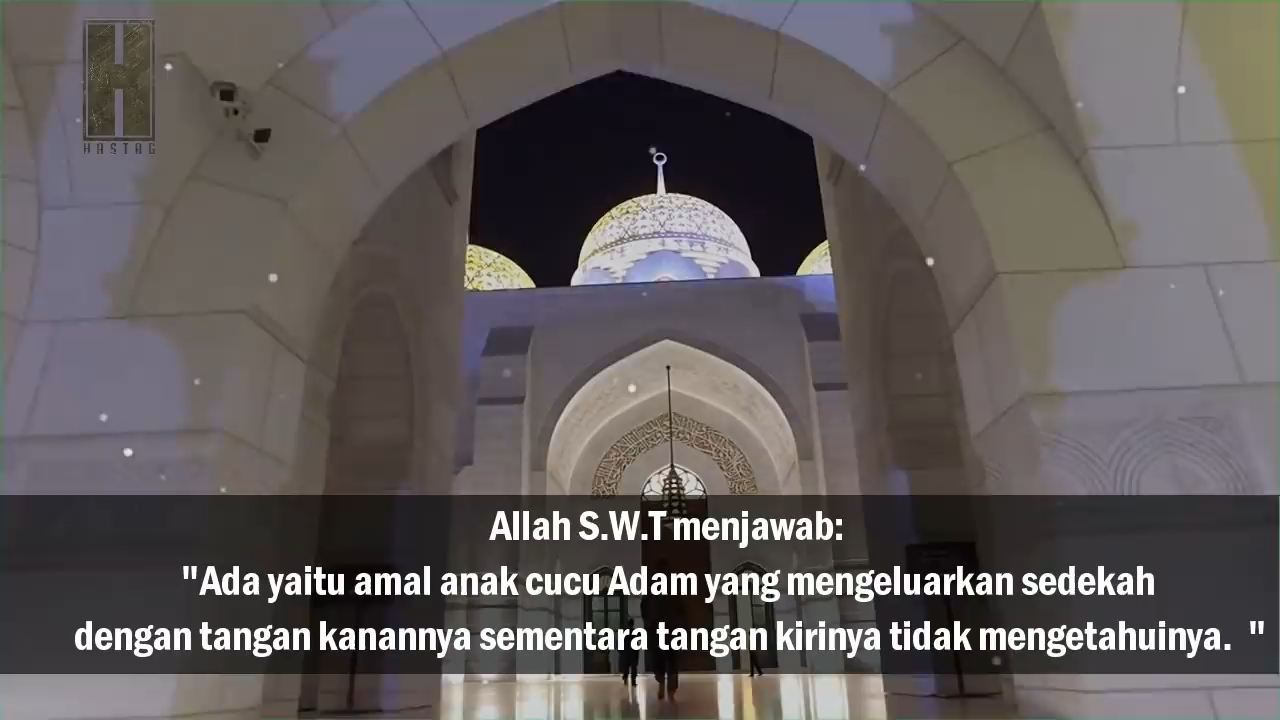 HASTAG
Allah S.W.T menjawab:
"Ada yaitu amal anak cucu Adam yang mengeluarkan sedekah
dengan tangan kanannya sementara tangan kirinya tidak mengetahuinya. "